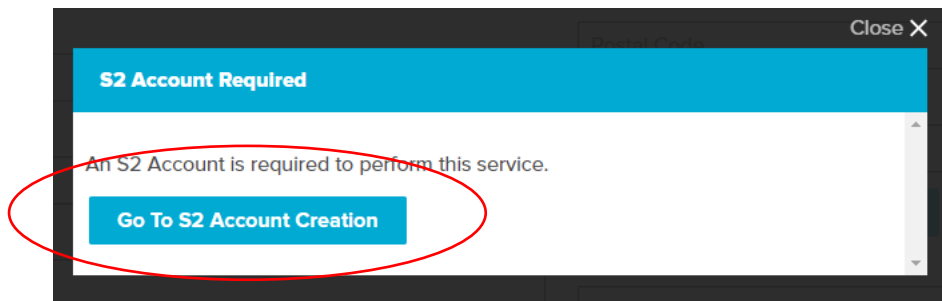 Postal Code
Close X
S2 Account Required
An S2 Account is required to perform this service.
Go To S2 Account Creation